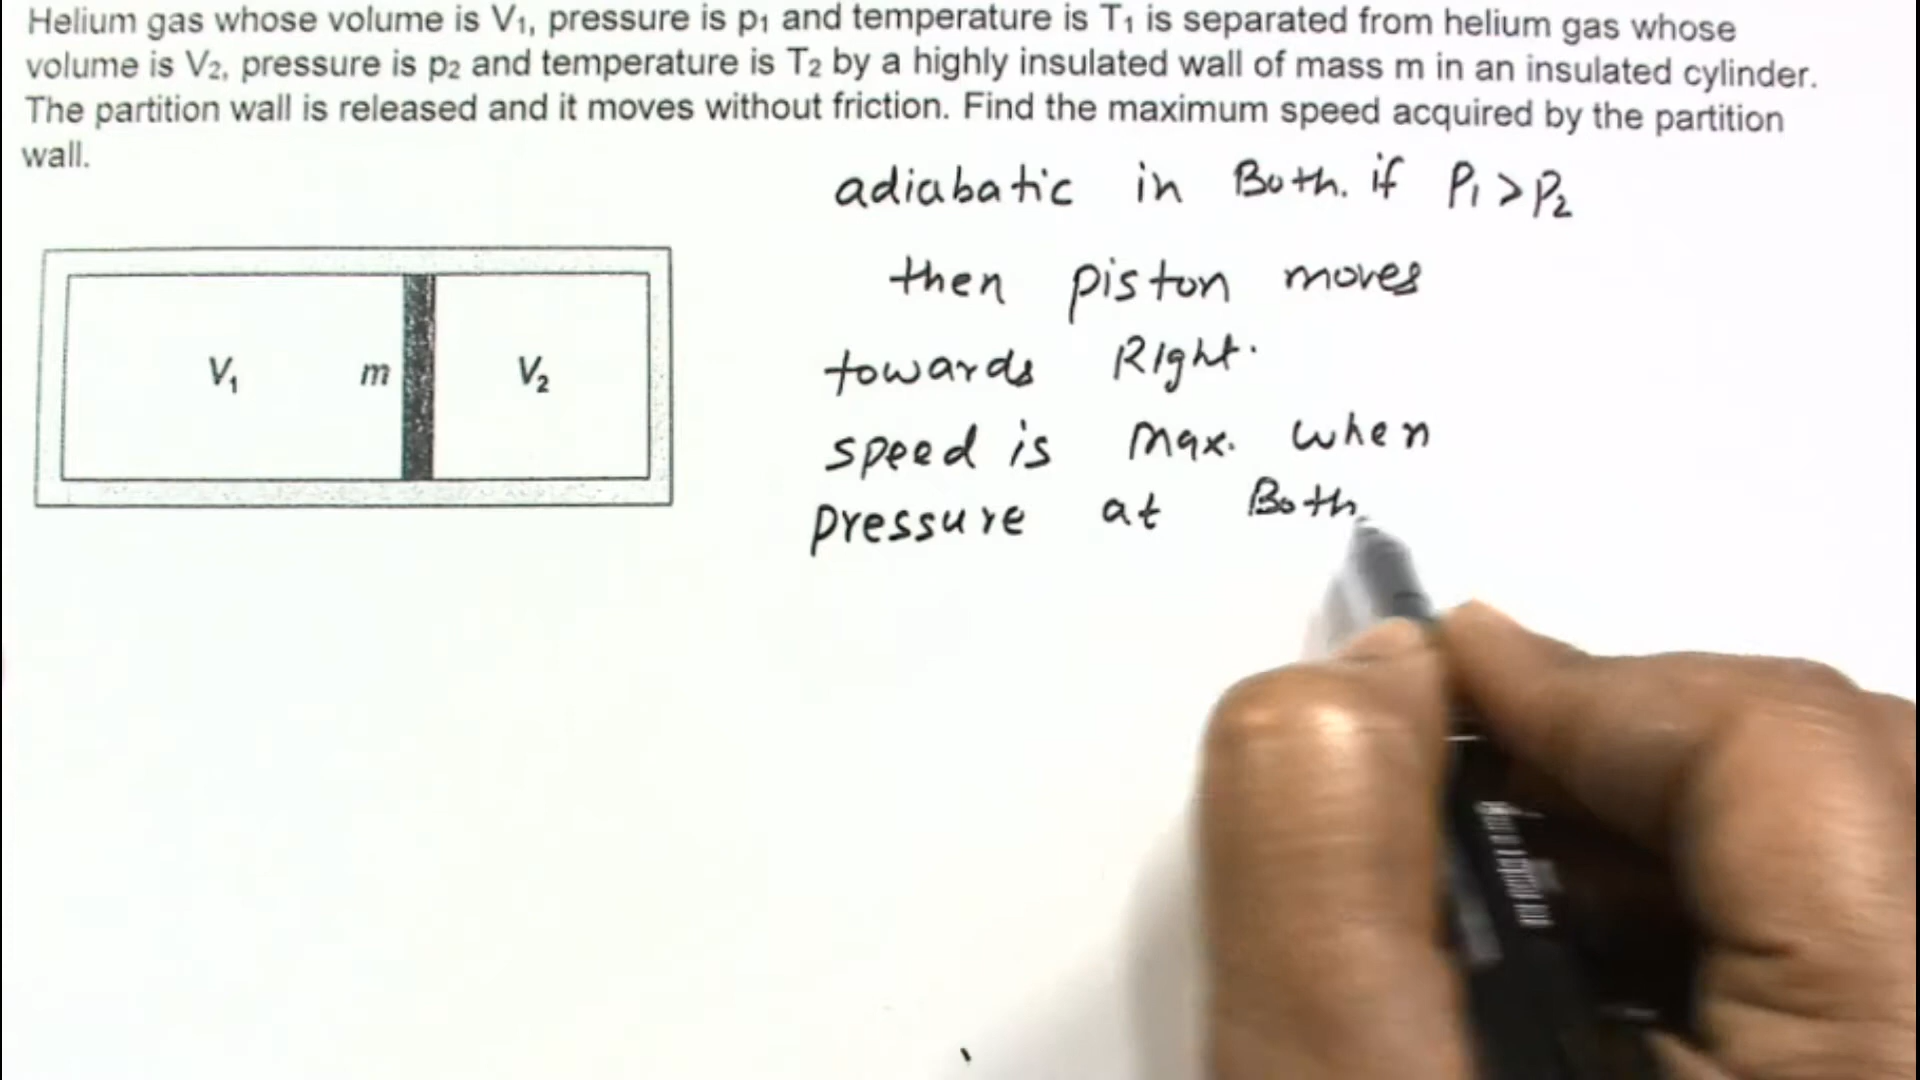 Helium gas whose volume is V₁, pressure is p₁ and temperature is T₁ is separated from helium gas whose
volume is V₂, pressure is p₂ and temperature is T₂ by a highly insulated wall of mass m in an insulated cylinder.
The partition wall is released and it moves without friction. Find the maximum speed acquired by the partition
wall.
adiabatic in Both. if P₁ > P₂
then piston moves
towards Right.
speed is max. when
pressure at Both
V₁ m V₂